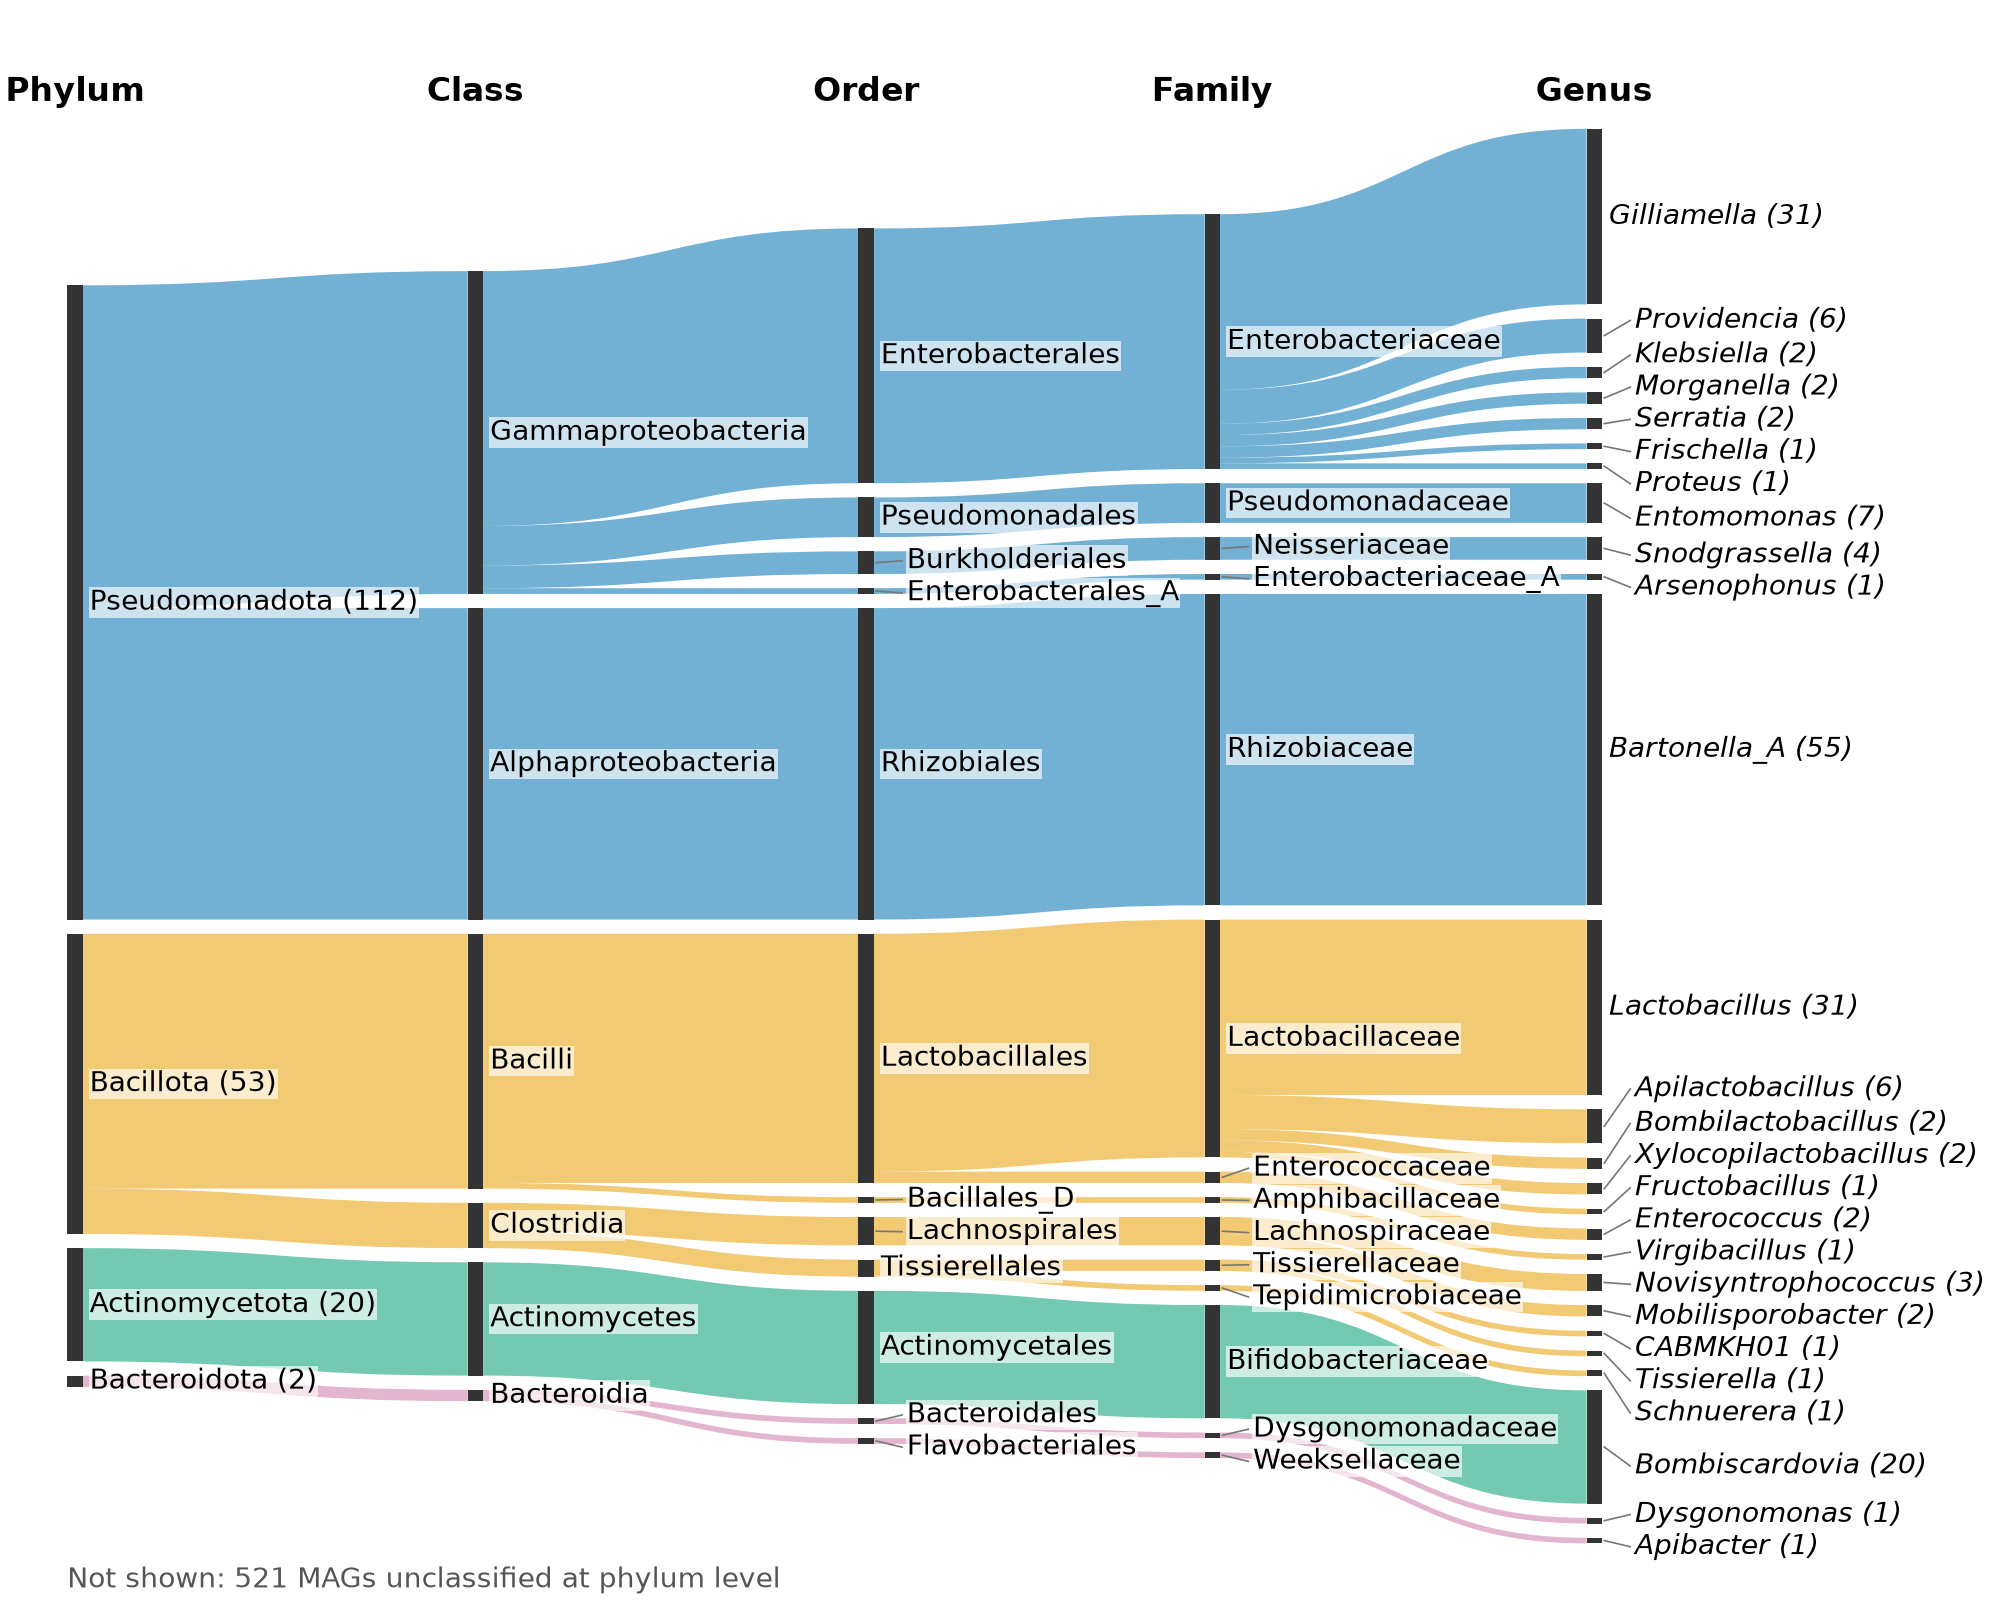 Phylum
Class
Order
Family
Genus
Pseudomonadota (112)
Bacillota (53)
Actinomycetota (20)
Bacteroidota (2)
Gammaproteobacteria
Alphaproteobacteria
Bacilli
Clostridia
Actinomycetes
Bacteroidia
Enterobacterales
Pseudomonadales
Burkholderiales
Enterobacterales_A
Rhizobiales
Lactobacillales
Bacillales_D
Lachnospirales
Tissierellales
Actinomycetales
Bacteroidales
Flavobacteriales
Enterobacteriaceae
Pseudomonadaceae
Neisseriaceae
Enterobacteriaceae_A
Rhizobiaceae
Lactobacillaceae
Enterococcaceae
Amphibacillaceae
Lachnospiraceae
Tissierellaceae
Tepidimicrobiaceae
Bifidobacteriaceae
Dysgonomonadaceae
Weeksellaceae
Gilliamella (31)
Providencia (6)
Klebsiella (2)
Morganella (2)
Serratia (2)
Frischella (1)
Proteus (1)
Entomomonas (7)
Snodgrassella (4)
Arsenophonus (1)
Bartonella_A (55)
Lactobacillus (31)
Apilactobacillus (6)
Bombilactobacillus (2)
Xylocopilactobacillus (2)
Fructobacillus (1)
Enterococcus (2)
Virgibacillus (1)
Novisyntrophococcus (3)
Mobilisporobacter (2)
CABMKH01 (1)
Tissierella (1)
Schnuerera (1)
Bombiscardovia (20)
Dysgonomonas (1)
Apibacter (1)
Not shown: 521 MAGs unclassified at phylum level